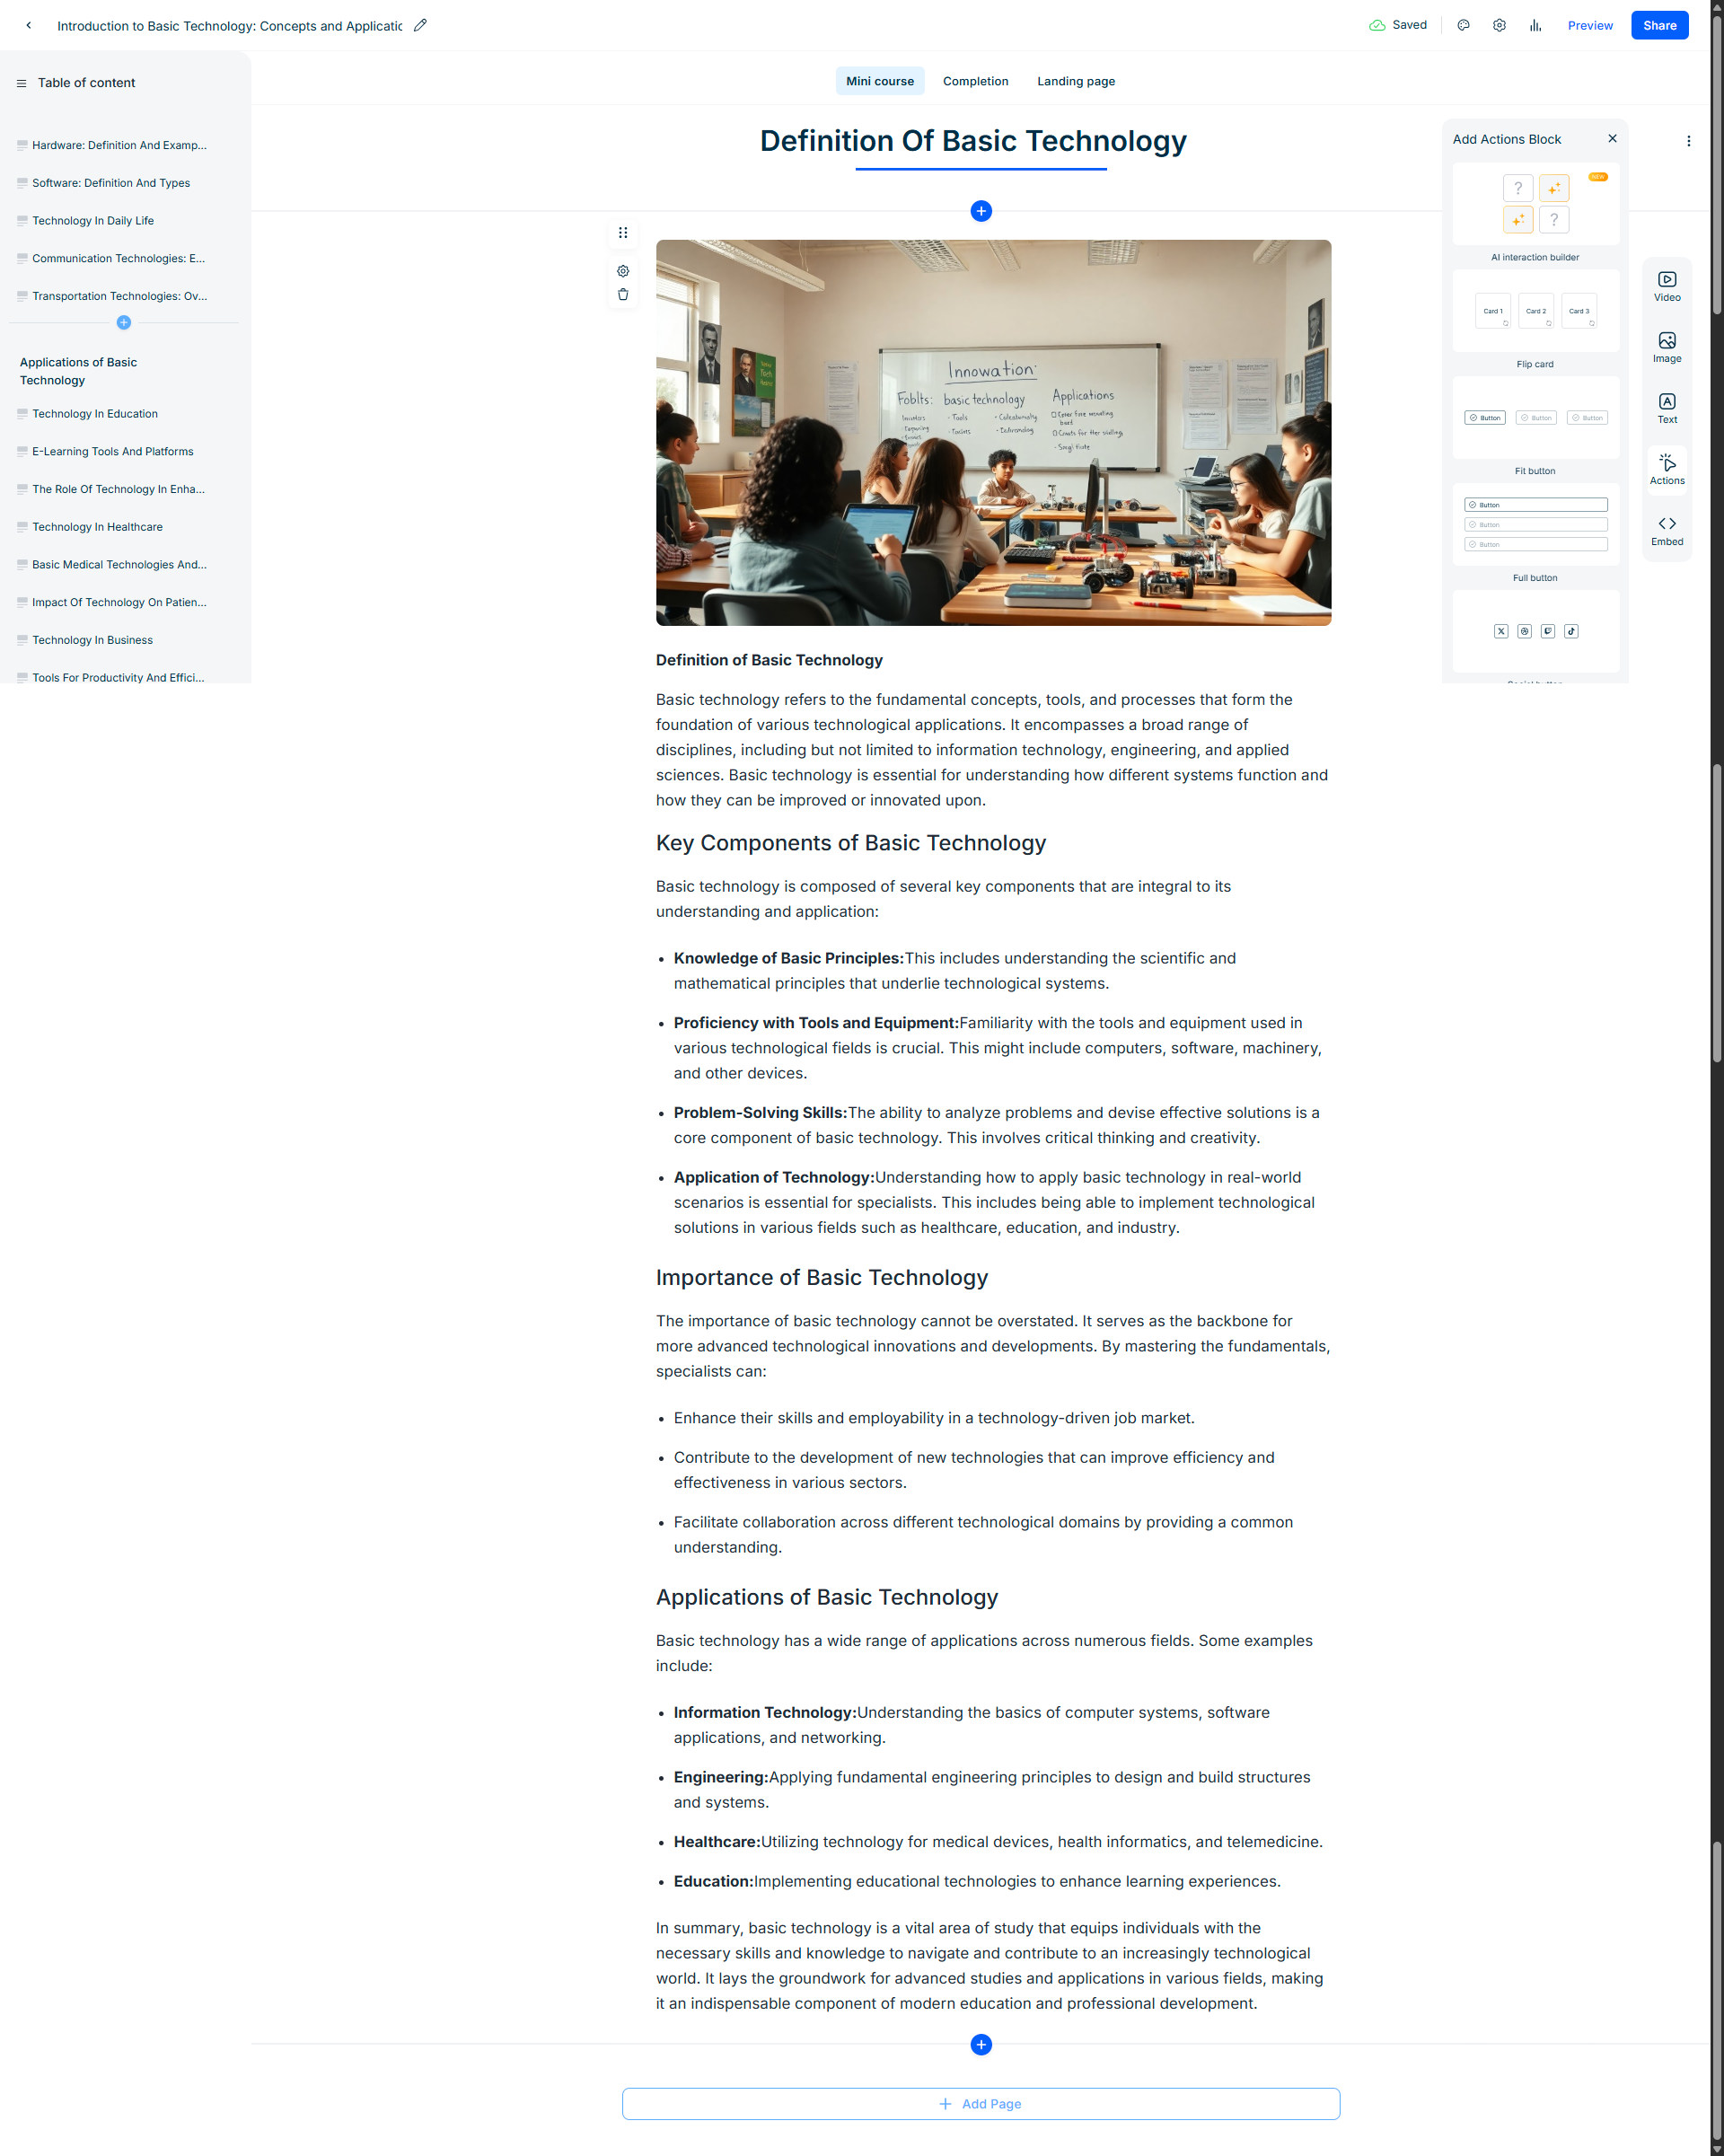 Introduction to Basic Technology: Concepts and Applicatic
Saved
Preview
Share
Table of content
Mini course
Completion
Landing page
Hardware: Definition And Examp...
Software: Definition And Types
Technology In Daily Life
Communication Technologies: E...
Transportation Technologies: Ov...
Applications of Basic
Technology
Technology In Education
E-Learning Tools And Platforms
The Role Of Technology In Enha...
Technology In Healthcare
Basic Medical Technologies And...
Impact Of Technology On Patien...
Technology In Business
Tools For Productivity And Effici...
Definition Of Basic Technology
Innowation:
Foblts: basic technology
Applications
Definition of Basic Technology
Basic technology refers to the fundamental concepts, tools, and processes that form the
foundation of various technological applications. It encompasses a broad range of
disciplines, including but not limited to information technology, engineering, and applied
sciences. Basic technology is essential for understanding how different systems function and
how they can be improved or innovated upon.
Key Components of Basic Technology
Basic technology is composed of several key components that are integral to its
understanding and application:
• Knowledge of Basic Principles:This includes understanding the scientific and
mathematical principles that underlie technological systems.
• Proficiency with Tools and Equipment:Familiarity with the tools and equipment used in
various technological fields is crucial. This might include computers, software, machinery,
and other devices.
• Problem-Solving Skills:The ability to analyze problems and devise effective solutions is a
core component of basic technology. This involves critical thinking and creativity.
• Application of Technology:Understanding how to apply basic technology in real-world
scenarios is essential for specialists. This includes being able to implement technological
solutions in various fields such as healthcare, education, and industry.
Importance of Basic Technology
The importance of basic technology cannot be overstated. It serves as the backbone for
more advanced technological innovations and developments. By mastering the fundamentals,
specialists can:
• Enhance their skills and employability in a technology-driven job market.
• Contribute to the development of new technologies that can improve efficiency and
effectiveness in various sectors.
• Facilitate collaboration across different technological domains by providing a common
understanding.
Applications of Basic Technology
Basic technology has a wide range of applications across numerous fields. Some examples
include:
• Information Technology:Understanding the basics of computer systems, software
applications, and networking.
• Engineering:Applying fundamental engineering principles to design and build structures
and systems.
• Healthcare:Utilizing technology for medical devices, health informatics, and telemedicine.
• Education:Implementing educational technologies to enhance learning experiences.
In summary, basic technology is a vital area of study that equips individuals with the
necessary skills and knowledge to navigate and contribute to an increasingly technological
world. It lays the groundwork for advanced studies and applications in various fields, making
it an indispensable component of modern education and professional development.
Add Page
Add Actions Block
NEW
AI interaction builder
Card 1
Card 2
Card 3
Flip card
Button
Button
Button
Fit button
Button
Button
Button
Full button
Video
Image
Text
Actions
Embed